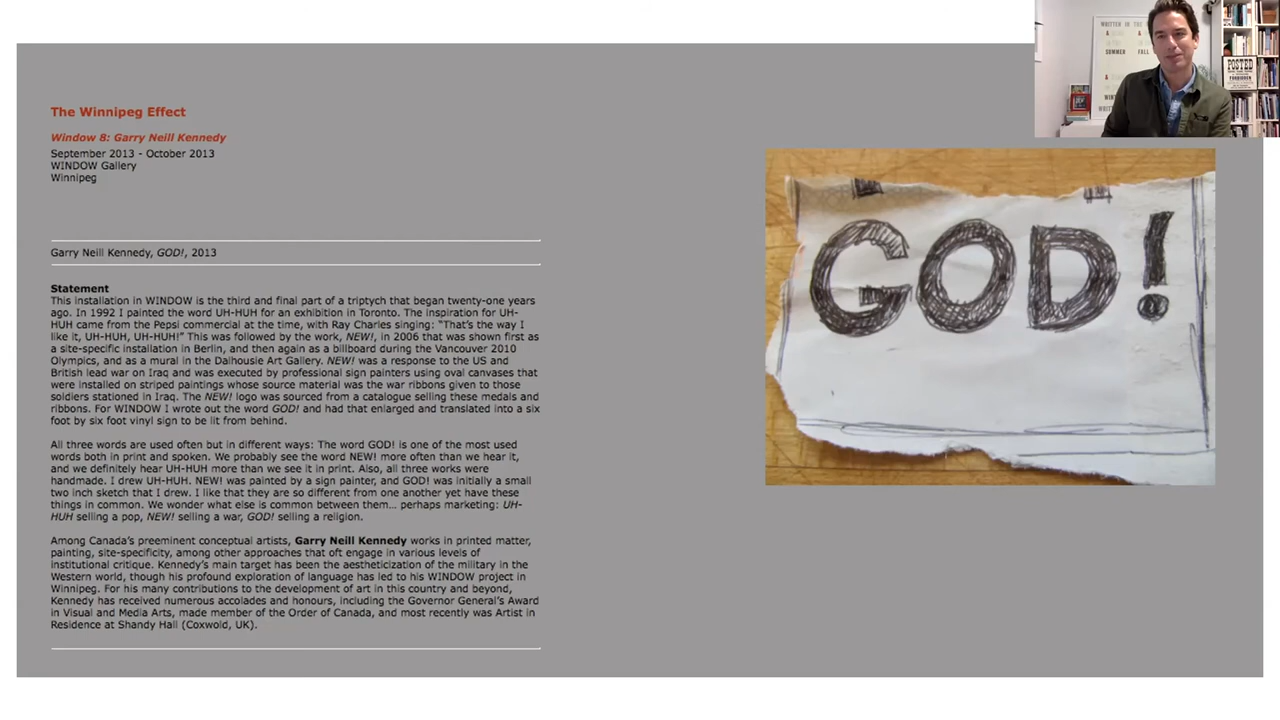 The Winnipeg Effect
Window 8: Garry Neill Kennedy
September 2013 - October 2013
WINDOW Gallery
Winnipeg
Garry Neill Kennedy, GOD!, 2013
Statement
This installation in WINDOW is the third and final part of a triptych that began twenty-one years
ago. In 1992 I painted the word UH-HUH for an exhibition in Toronto. The inspiration for UH-
HUH came from the Pepsi commercial at the time, with Ray Charles singing: “That’s the way I
like it, UH-HUH, UH-HUH!” This was followed by the work, NEW!, in 2006 that was shown first as
a site-specific installation in Berlin, and then again as a billboard during the Vancouver 2010
Olympics, and as a mural in the Dalhousie Art Gallery. NEW! was a response to the US and
British lead war on Iraq and was executed by professional sign painters using oval canvases that
were installed on striped paintings whose source material was the war ribbons given to those
soldiers stationed in Iraq. The NEW! logo was sourced from a catalogue selling these medals and
ribbons. For WINDOW I wrote out the word GOD! and had that enlarged and translated into a six
foot by six foot vinyl sign to be lit from behind.
All three words are used often but in different ways: The word GOD! is one of the most used
words both in print and spoken. We probably see the word NEW! more often than we hear it,
and we definitely hear UH-HUH more than we see it in print. Also, all three works were
handmade. I drew UH-HUH. NEW! was painted by a sign painter, and GOD! was initially a small
two inch sketch that I drew. I like that they are so different from one another yet have these
things in common. We wonder what else is common between them… perhaps marketing: UH-
HUH selling a pop, NEW! selling a war, GOD! selling a religion.
Among Canada’s preeminent conceptual artists, Garry Neill Kennedy works in printed matter,
painting, site-specificity, among other approaches that oft engage in various levels of
institutional critique. Kennedy’s main target has been the aestheticization of the military in the
Western world, though his profound exploration of language has led to his WINDOW project in
Winnipeg. For his many contributions to the development of art in this country and beyond,
Kennedy has received numerous accolades and honours, including the Governor General’s Award
in Visual and Media Arts, made member of the Order of Canada, and most recently was Artist in
Residence at Shandy Hall (Coxwold, UK).
GOD!
WRITTEN IN THE
SUMMER FALL
POSTED
FORBIDDEN